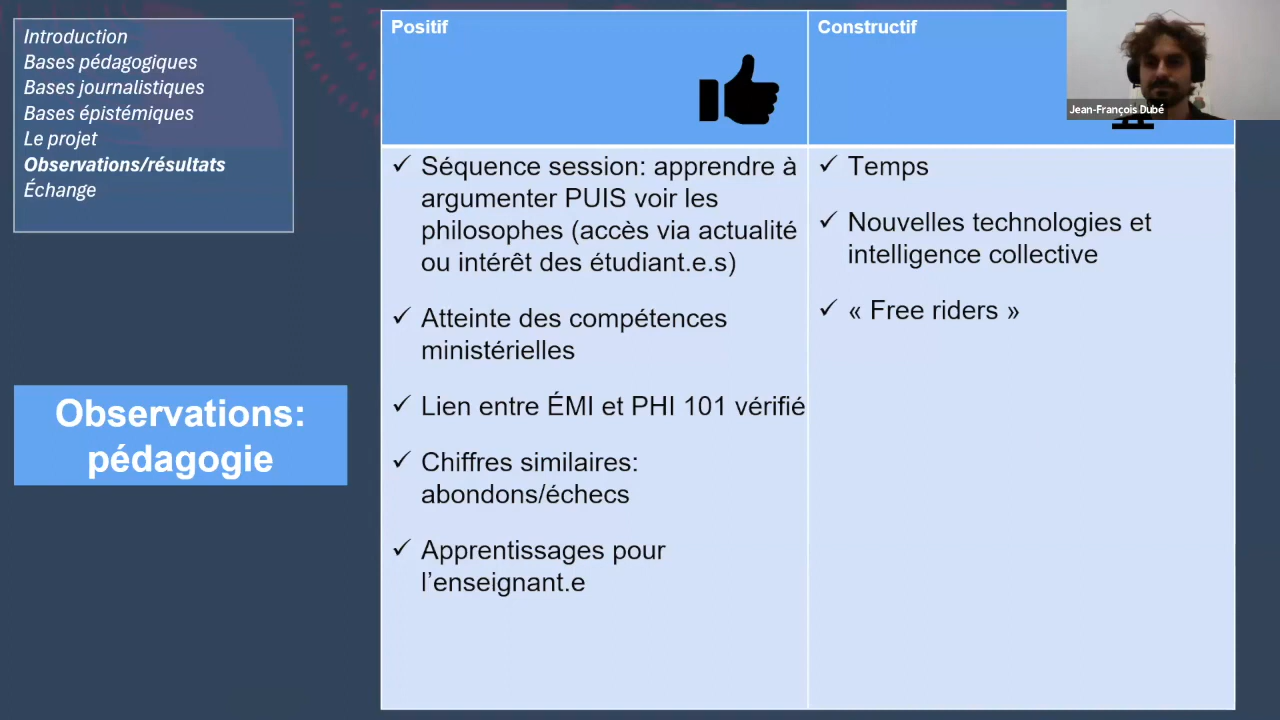 Introduction
Bases pédagogiques
Bases journalistiques
Bases épistémiques
Le projet
Observations/résultats
Échange
Observations:
pédagogie
Positif
Séquence session: apprendre à
argumenter PUIS voir les
philosophes (accès via actualité
ou intérêt des étudiant.e.s)
Atteinte des compétences
ministérielles
Lien entre ÉMI et PHI 101 vérifié
Chiffres similaires:
abondons/échecs
Apprentissages pour
l'enseignant.e
Constructif
Temps
Nouvelles technologies et
intelligence collective
« Free riders »
Jean-François Dubé